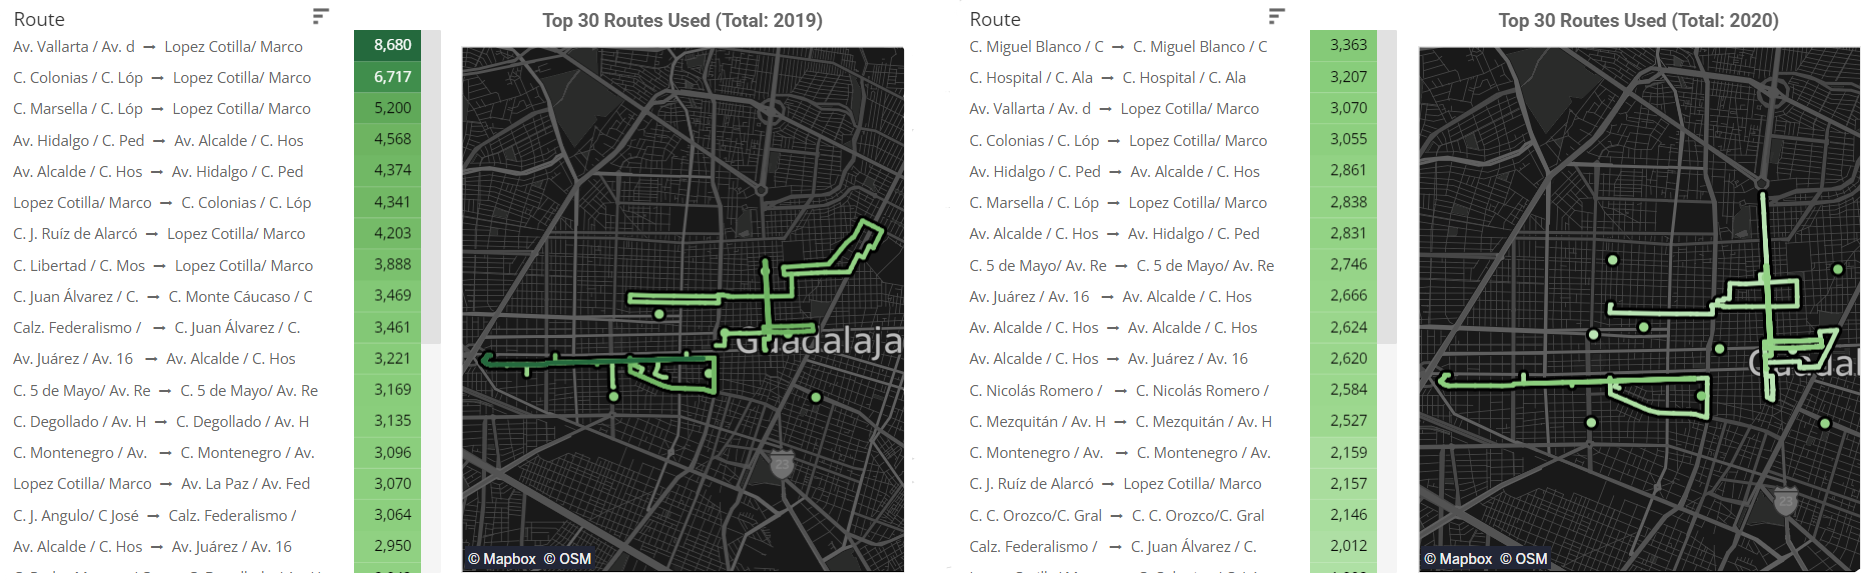 Route
Top 30 Routes Used (Total: 2019)
Av. Vallarta / Av. d → Lopez Cotilla/ Marco 8,680
C. Colonias / C. Lóp → Lopez Cotilla/ Marco 6,717
C. Marsella / C. Lóp → Lopez Cotilla/ Marco 5,200
Av. Hidalgo / C. Ped → Av. Alcalde / C. Hos 4,568
Av. Alcalde / C. Hos → Av. Hidalgo / C. Ped 4,374
Lopez Cotilla/ Marco → C. Colonias / C. Lóp 4,341
C. J. Ruíz de Alarcó → Lopez Cotilla/ Marco 4,203
C. Libertad / C. Mos → Lopez Cotilla/ Marco 3,888
C. Juan Álvarez / C. → C. Monte Cáucaso / C 3,469
Calz. Federalismo / → C. Juan Álvarez / C. 3,461
Av. Juárez / Av. 16 → Av. Alcalde / C. Hos 3,221
C. 5 de Mayo/ Av. Re → C. 5 de Mayo/ Av. Re 3,169
C. Degollado / Av. H → C. Degollado / Av. H 3,135
C. Montenegro / Av. → C. Montenegro / Av. 3,096
Lopez Cotilla/ Marco → Av. La Paz / Av. Fed 3,070
C. J. Angulo/ C José → Calz. Federalismo / 3,064
Av. Alcalde / C. Hos → Av. Juárez / Av. 16 2,950
Guadalaja
23
© Mapbox © OSM
Route
Top 30 Routes Used (Total: 2020)
C. Miguel Blanco / C → C. Miguel Blanco / C 3,363
C. Hospital / C. Ala → C. Hospital / C. Ala 3,207
Av. Vallarta / Av. d → Lopez Cotilla/ Marco 3,070
C. Colonias / C. Lóp → Lopez Cotilla/ Marco 3,055
Av. Hidalgo / C. Ped → Av. Alcalde / C. Hos 2,861
C. Marsella / C. Lóp → Lopez Cotilla/ Marco 2,838
Av. Alcalde / C. Hos → Av. Hidalgo / C. Ped 2,831
C. 5 de Mayo/ Av. Re → C. 5 de Mayo/ Av. Re 2,746
Av. Juárez / Av. 16 → Av. Alcalde / C. Hos 2,666
Av. Alcalde / C. Hos → Av. Alcalde / C. Hos 2,624
Av. Alcalde / C. Hos → Av. Juárez / Av. 16 2,620
C. Nicolás Romero / → C. Nicolás Romero / 2,584
C. Mezquitán / Av. H → C. Mezquitán / Av. H 2,527
C. Montenegro / Av. → C. Montenegro / Av. 2,159
C. J. Ruíz de Alarcó → Lopez Cotilla/ Marco 2,157
C. C. Orozco/C. Gral → C. C. Orozco/C. Gral 2,146
Calz. Federalismo / → C. Juan Álvarez / C. 2,012
Guadal
23
© Mapbox © OSM